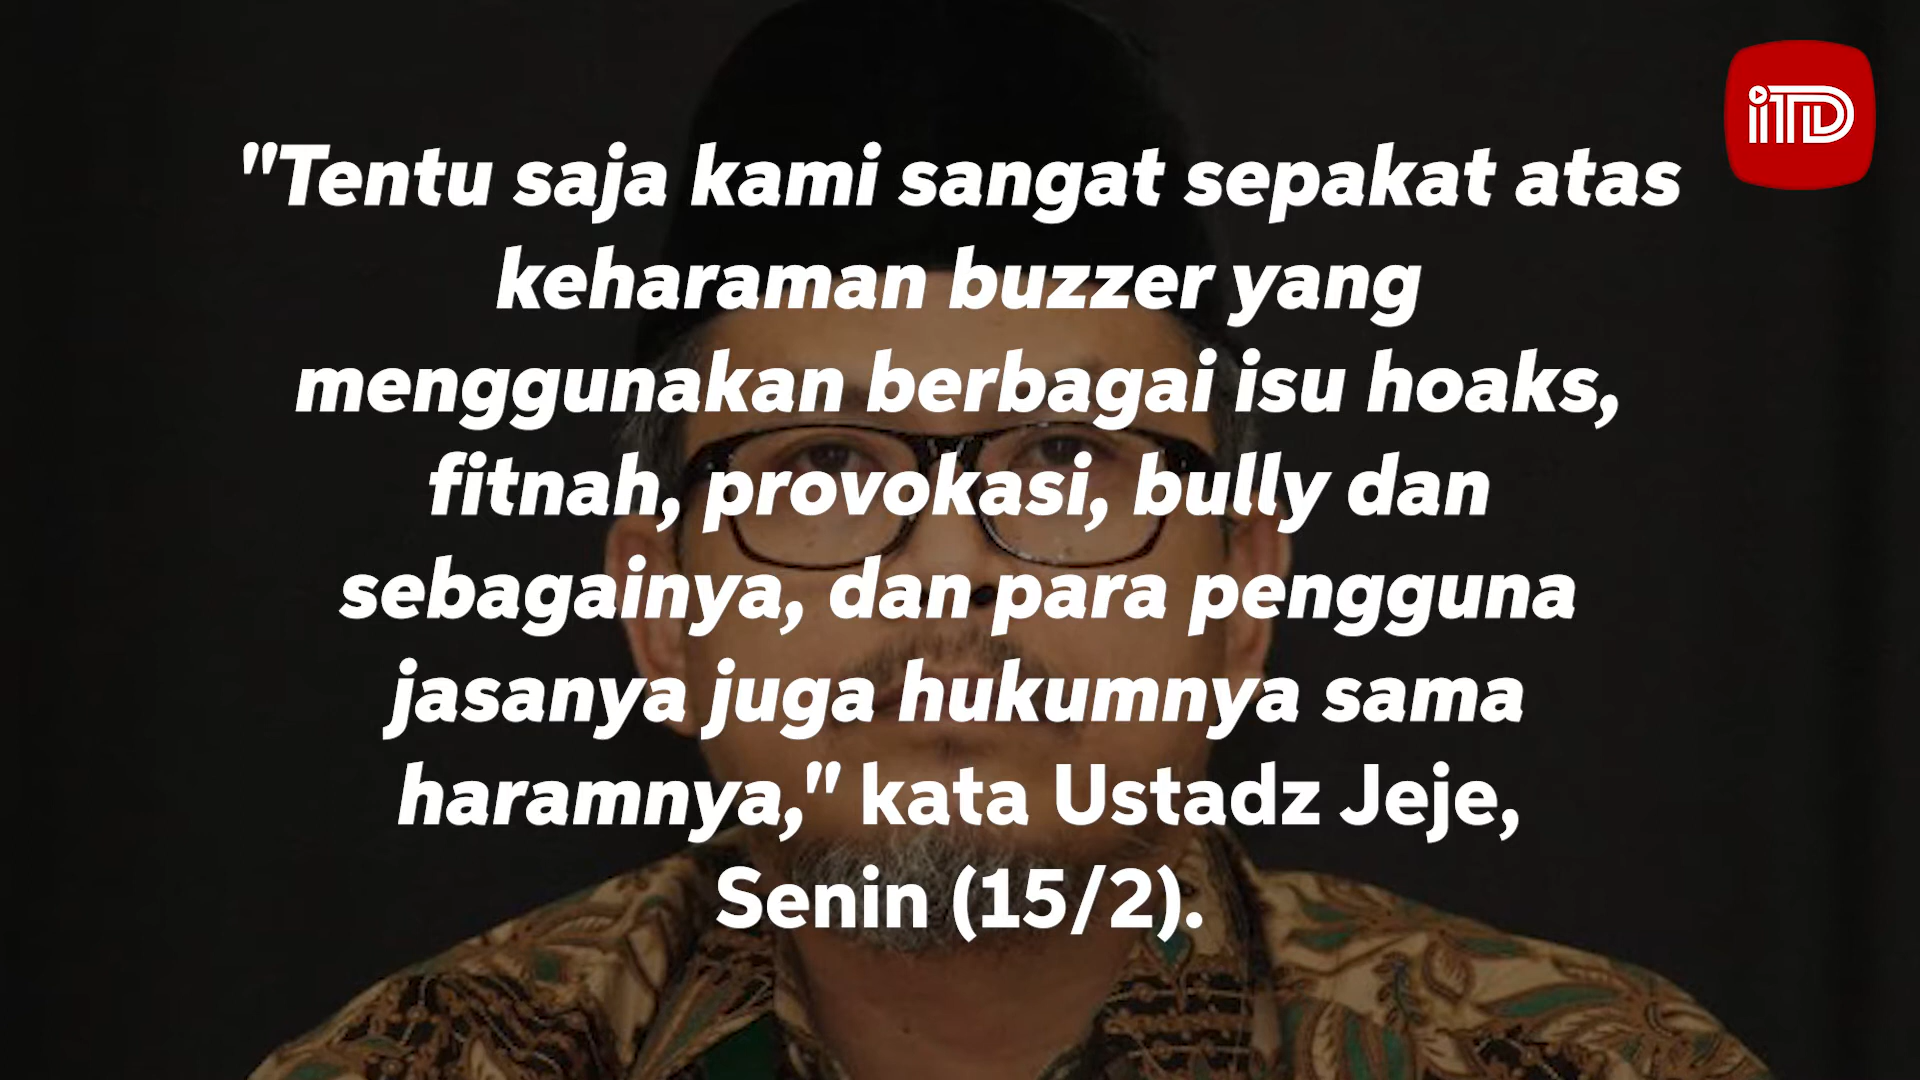 iTD
"Tentu saja kami sangat sepakat atas
keharaman buzzer yang
menggunakan berbagai isu hoaks,
fitnah, provokasi, bully dan
sebagainya, dan para pengguna
jasanya juga hukumnya sama
haramnya," kata Ustadz Jeje,
Senin (15/2).